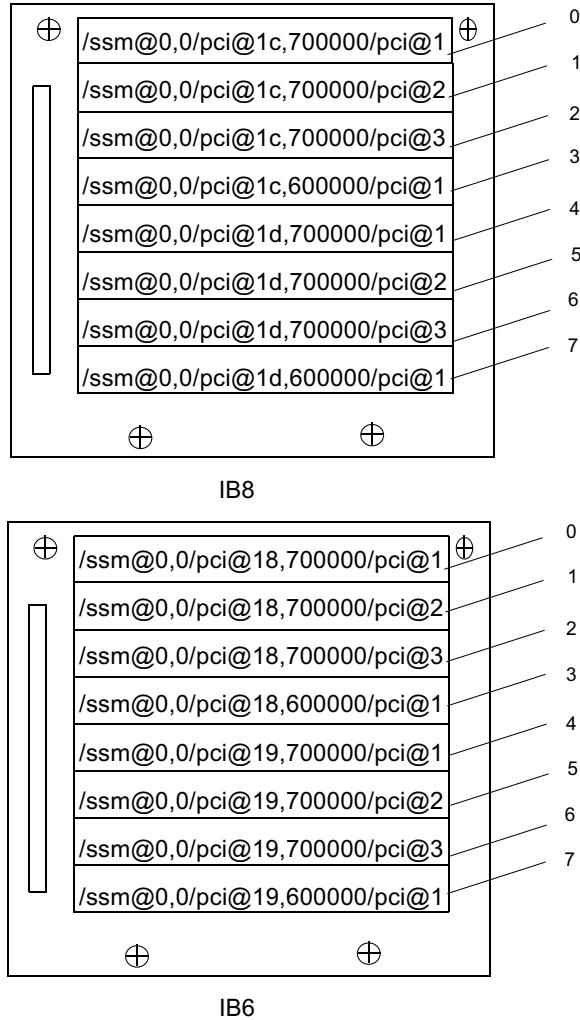 /ssm@0,0/pci@1c,700000/pci@1 0
/ssm@0,0/pci@1c,700000/pci@2 1
/ssm@0,0/pci@1c,700000/pci@3 2
/ssm@0,0/pci@1c,600000/pci@1 3
/ssm@0,0/pci@1d,700000/pci@1 4
/ssm@0,0/pci@1d,700000/pci@2 5
/ssm@0,0/pci@1d,700000/pci@3 6
/ssm@0,0/pci@1d,600000/pci@1 7
IB8
/ssm@0,0/pci@18,700000/pci@1 0
/ssm@0,0/pci@18,700000/pci@2 1
/ssm@0,0/pci@18,700000/pci@3 2
/ssm@0,0/pci@18,600000/pci@1 3
/ssm@0,0/pci@19,700000/pci@1 4
/ssm@0,0/pci@19,700000/pci@2 5
/ssm@0,0/pci@19,700000/pci@3 6
/ssm@0,0/pci@19,600000/pci@1 7
IB6